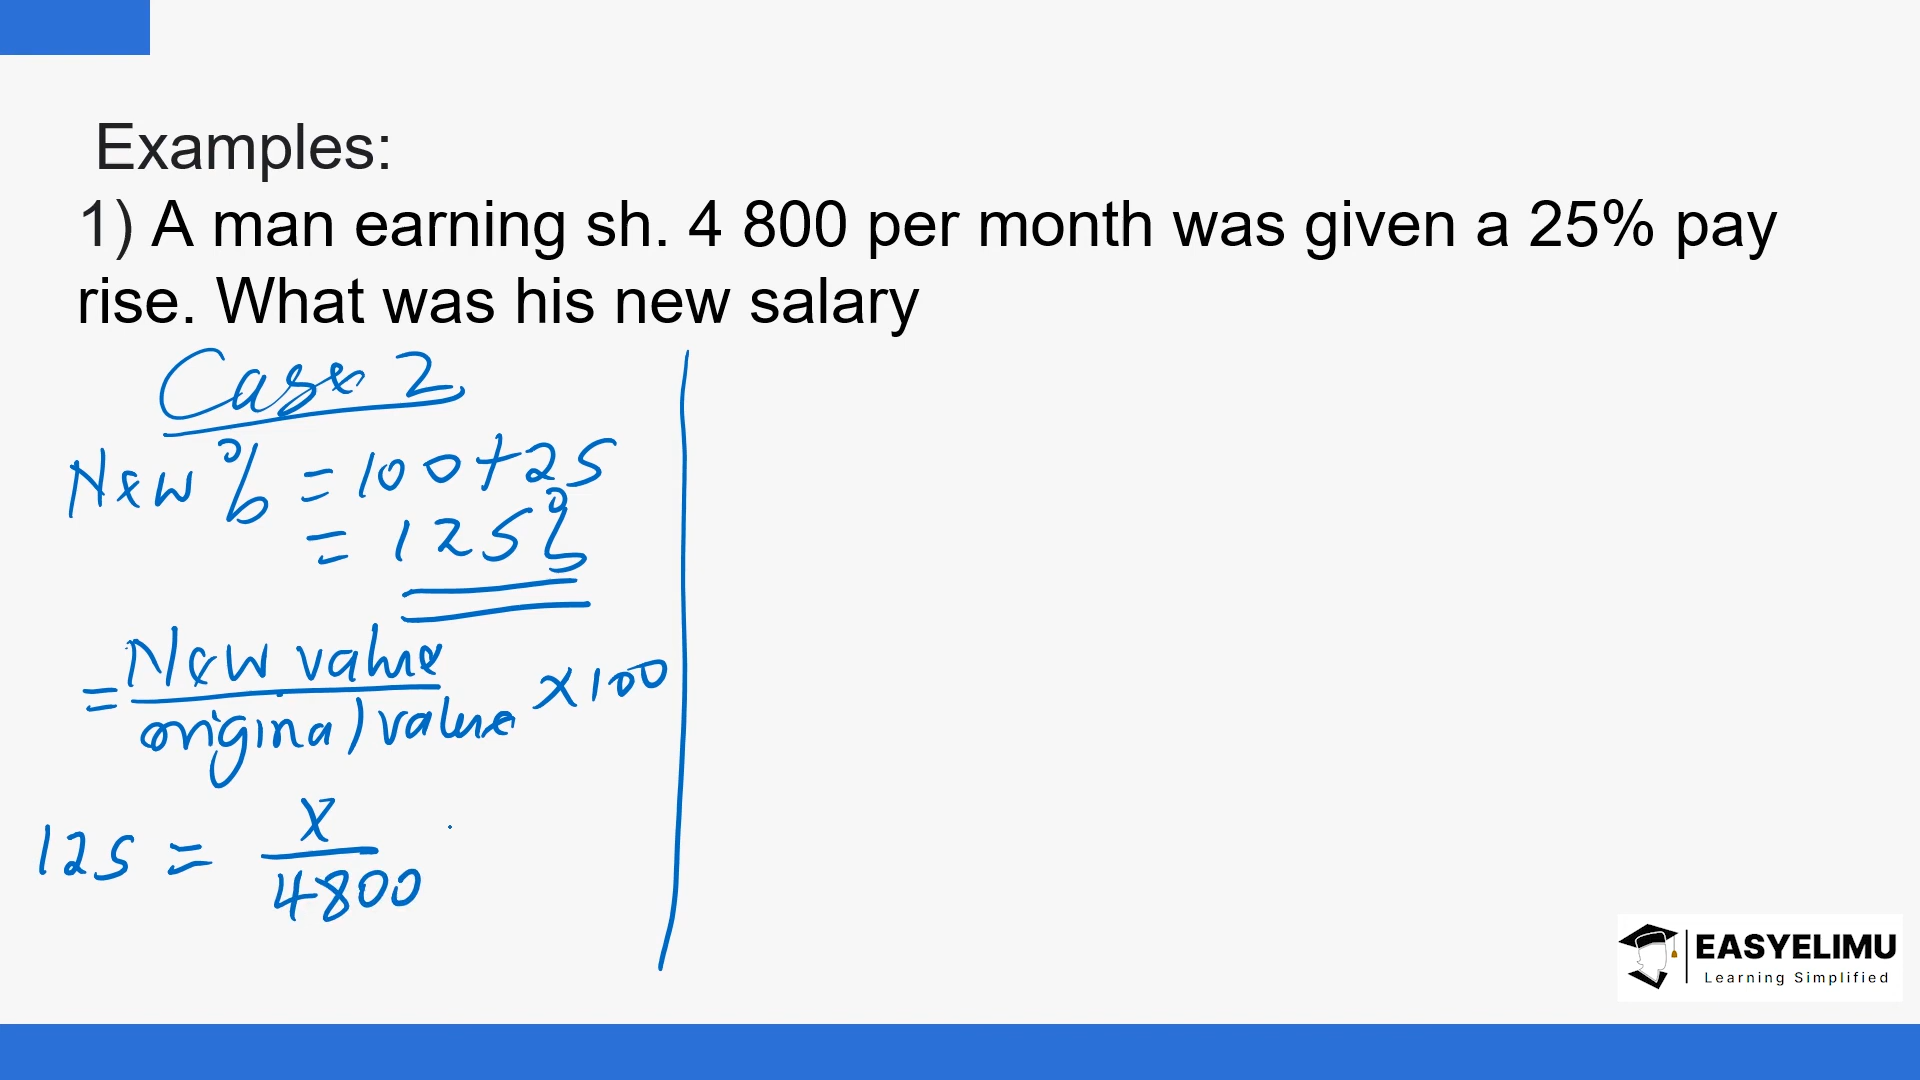 Examples:
1) A man earning sh. 4 800 per month was given a 25% pay
rise. What was his new salary
Case 2
New % = 100+25
= 125%
= New value / original value × 100
125 = x / 4800
EASYELIMU
Learning Simplified